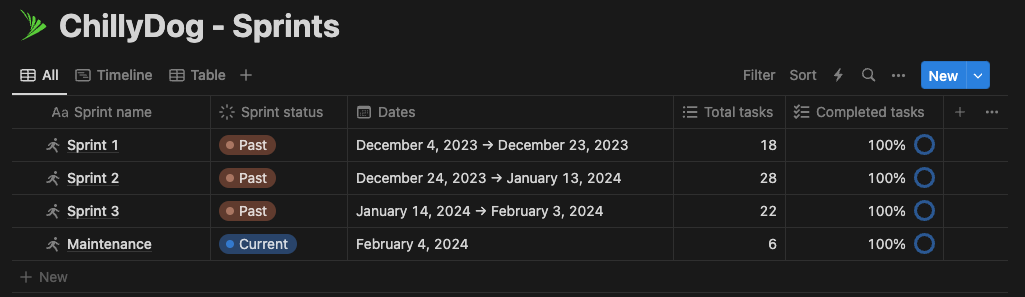 ChillyDog - Sprints
All Timeline Table + Filter Sort New
Aa Sprint name Sprint status Dates Total tasks Completed tasks
Sprint 1 Past December 4, 2023 → December 23, 2023 18 100%
Sprint 2 Past December 24, 2023 → January 13, 2024 28 100%
Sprint 3 Past January 14, 2024 → February 3, 2024 22 100%
Maintenance Current February 4, 2024 6 100%
+ New